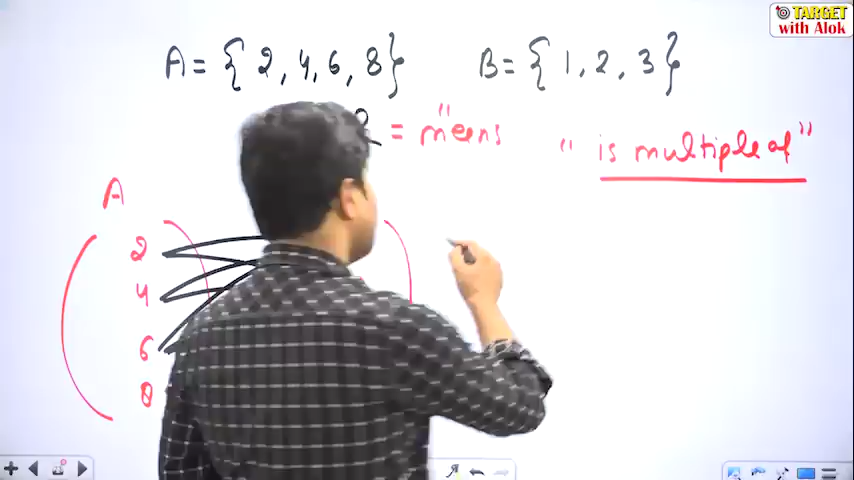 TARGET
with Alok
A = { 2, 4, 6, 8 } B = { 1, 2, 3 }
R = "means "is multiple of"
A
2
4
6
8